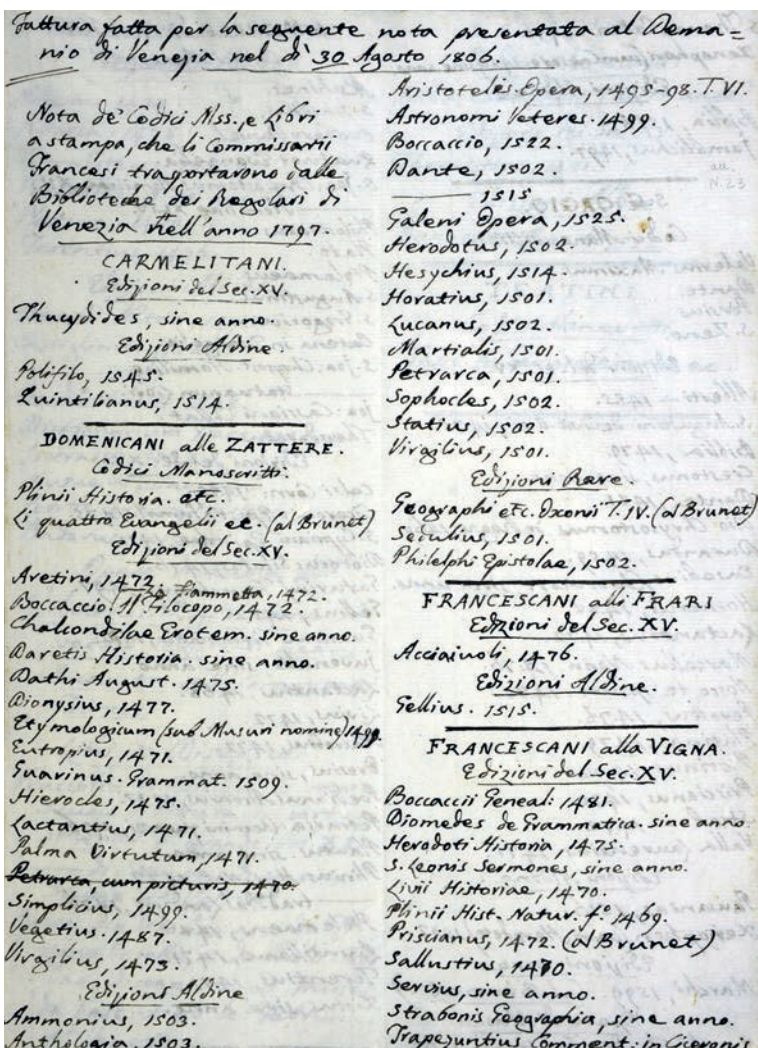 Fattura fatta per la seguente nota presentata al Dema=
nio di Venezia nel dì 30 Agosto 1806.
Nota de' Codici Mss., e Libri
a stampa, che li Commissarii
Francesi trasportarono dalle
Biblioteche dei Regolari di
Venezia nell'anno 1797.
CARMELITANI.
Edizioni del Sec. XV.
Thucydides, sine anno.
Edizioni Aldine.
Polifilo, 1545.
Quintilianus, 1514.
DOMENICANI alle ZATTERE.
Codici Manoscritti.
Plinii Historia. etc.
Li quattro Evangelii ec. (al Brunet)
Edizioni del Sec. XV.
Aretini, 1472.
Boccaccio. Il Filocopo, 1472. Fiammetta, 1472.
Chalcondilae Erotem. sine anno.
Daretis Historia. sine anno.
Dathi August. 1475.
Dionysius, 1477.
Etymologicum (sub Musuri nomine) 1499.
Eutropius, 1471.
Guarinus. Grammat. 1509.
Hierocles, 1475.
Lactantius, 1471.
Palma Virtutum, 1471.
Petrarca, cum picturis, 1470.
Simplicius, 1499.
Vegetius. 1487.
Virgilius, 1473.
Edizioni Aldine
Ammonius, 1503.
Anthologia, 1503.
Aristotelis Opera, 1495-98. T. VI.
Astronomi Veteres. 1499.
Boccaccio, 1522.
Dante, 1502.
—— 1515
Galeni Opera, 1525.
Herodotus, 1502.
Hesychius, 1514.
Horatius, 1501.
Lucanus, 1502.
Martialis, 1501.
Petrarca, 1501.
Sophocles, 1502.
Statius, 1502.
Virgilius, 1501.
Edizioni Rare.
Geographi etc. Oxonii T. IV. (al Brunet)
Seculius, 1501.
Philelphi Epistolae, 1502.
FRANCESCANI alli FRARI
Edizioni del Sec. XV.
Acciaivoli, 1476.
Edizioni Aldine.
Gellius. 1515.
FRANCESCANI alla VIGNA.
Edizioni del Sec. XV.
Boccaccii Geneal: 1481.
Diomedes de Grammatica. sine anno.
Herodoti Historia, 1475.
S. Leonis Sermones, sine anno.
Livii Historiae, 1470.
Plinii Hist. Natur. f.º 1469.
Priscianus, 1472. (al Brunet)
Sallustius, 1470.
Servius, sine anno.
Strabonis Geographia, sine anno.
Trapezuntius Comment: in Ciceronis